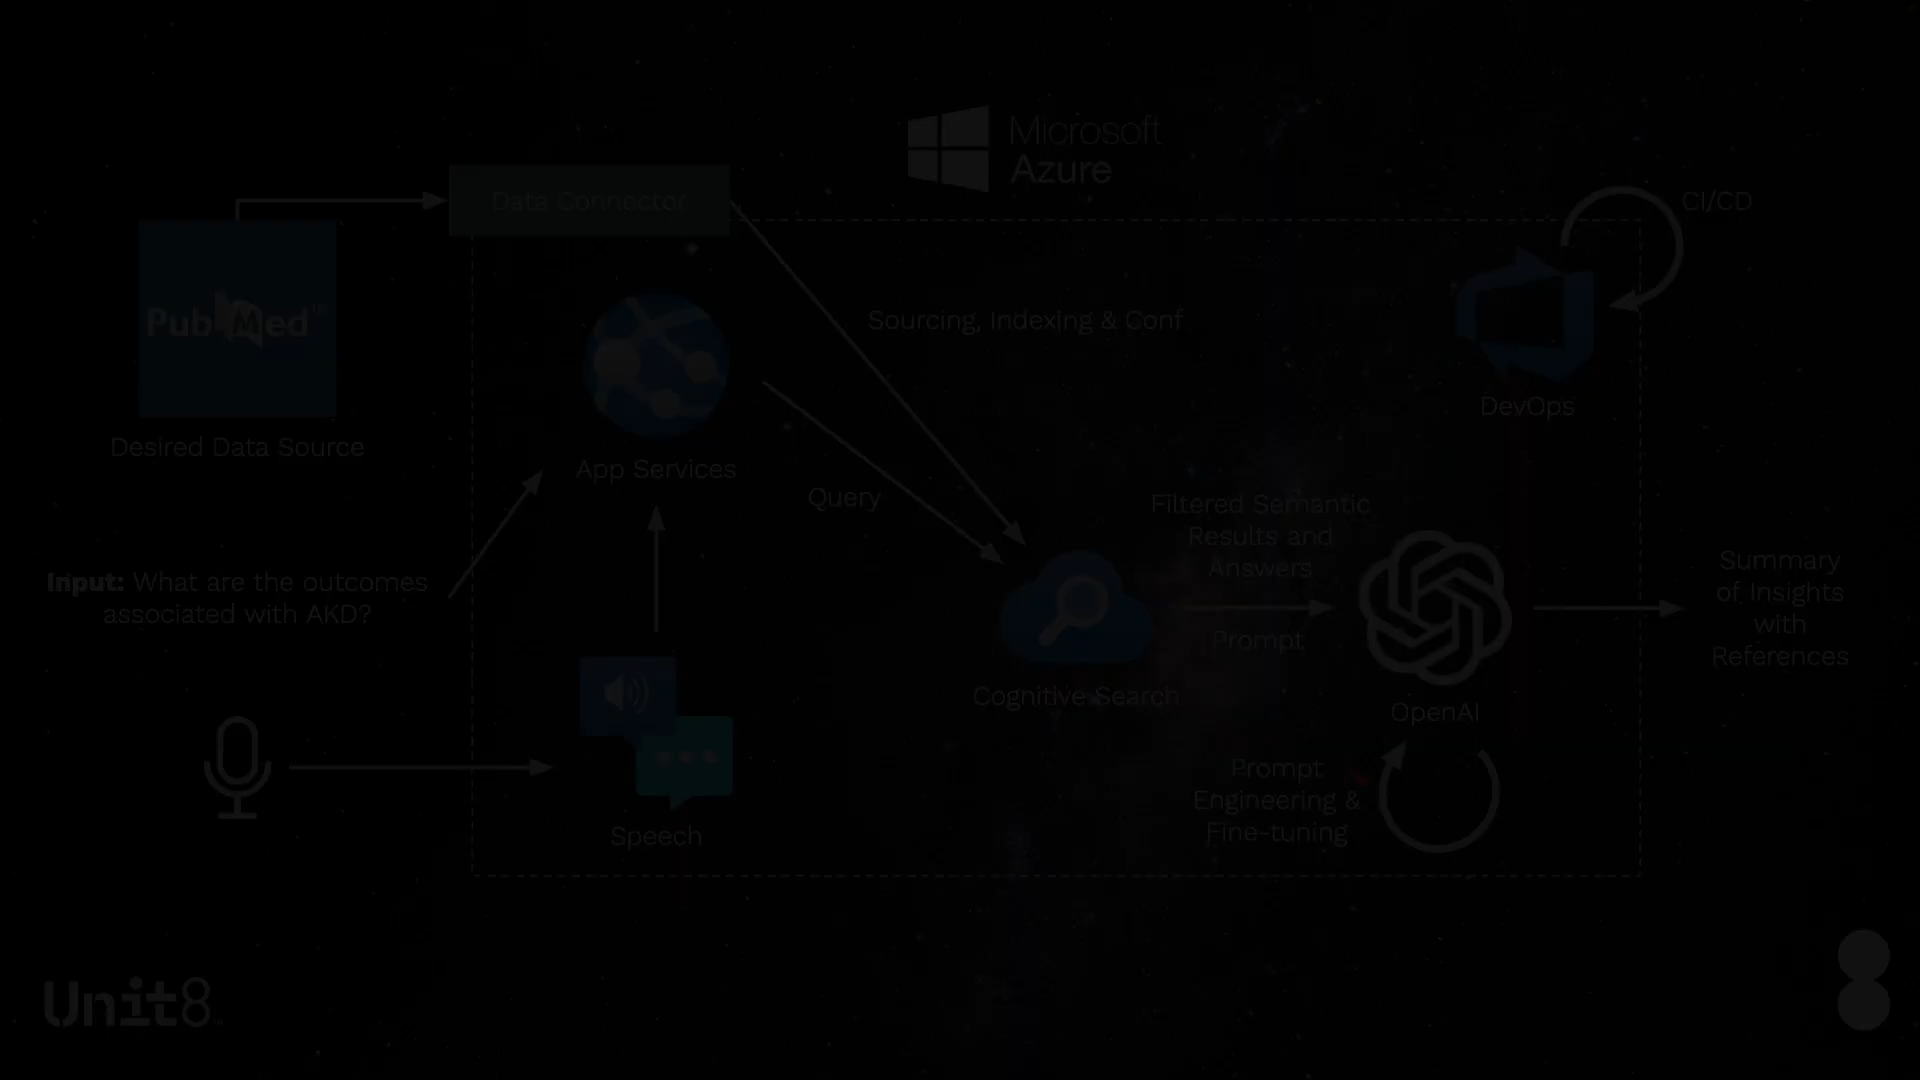 Microsoft
Azure
Data Connector
CI/CD
PubMed
Sourcing, Indexing & Conf
DevOps
Desired Data Source
App Services
Query
Filtered Semantic
Results and
Answers
Input: What are the outcomes
associated with AKD?
Prompt
Summary
of Insights
with
References
Cognitive Search
OpenAI
Prompt
Engineering &
Fine-tuning
Speech
Unit8